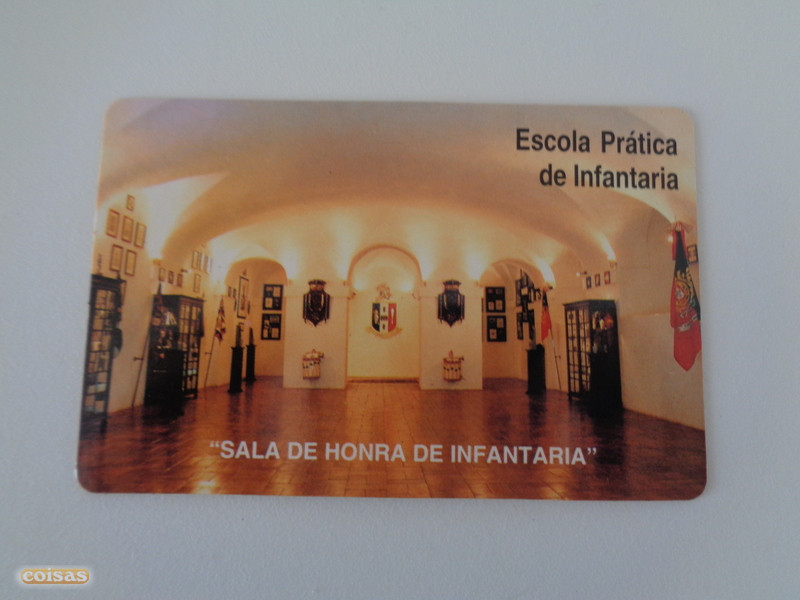 Escola Prática
de Infantaria
“SALA DE HONRA DE INFANTARIA”
coisas